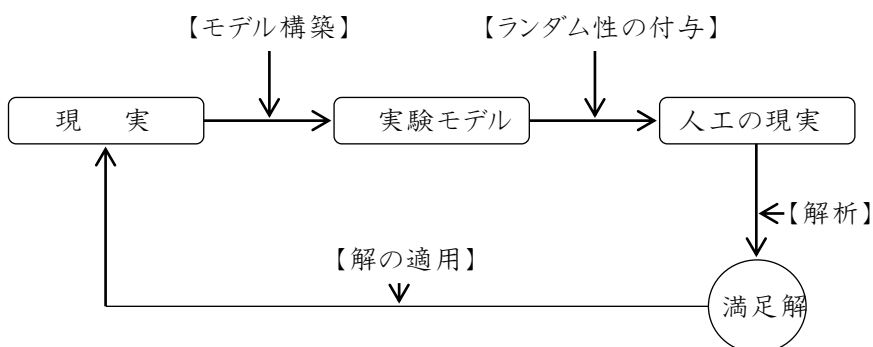 【モデル構築】
【ランダム性の付与】
現　実
実験モデル
人工の現実
【解析】
【解の適用】
満足解